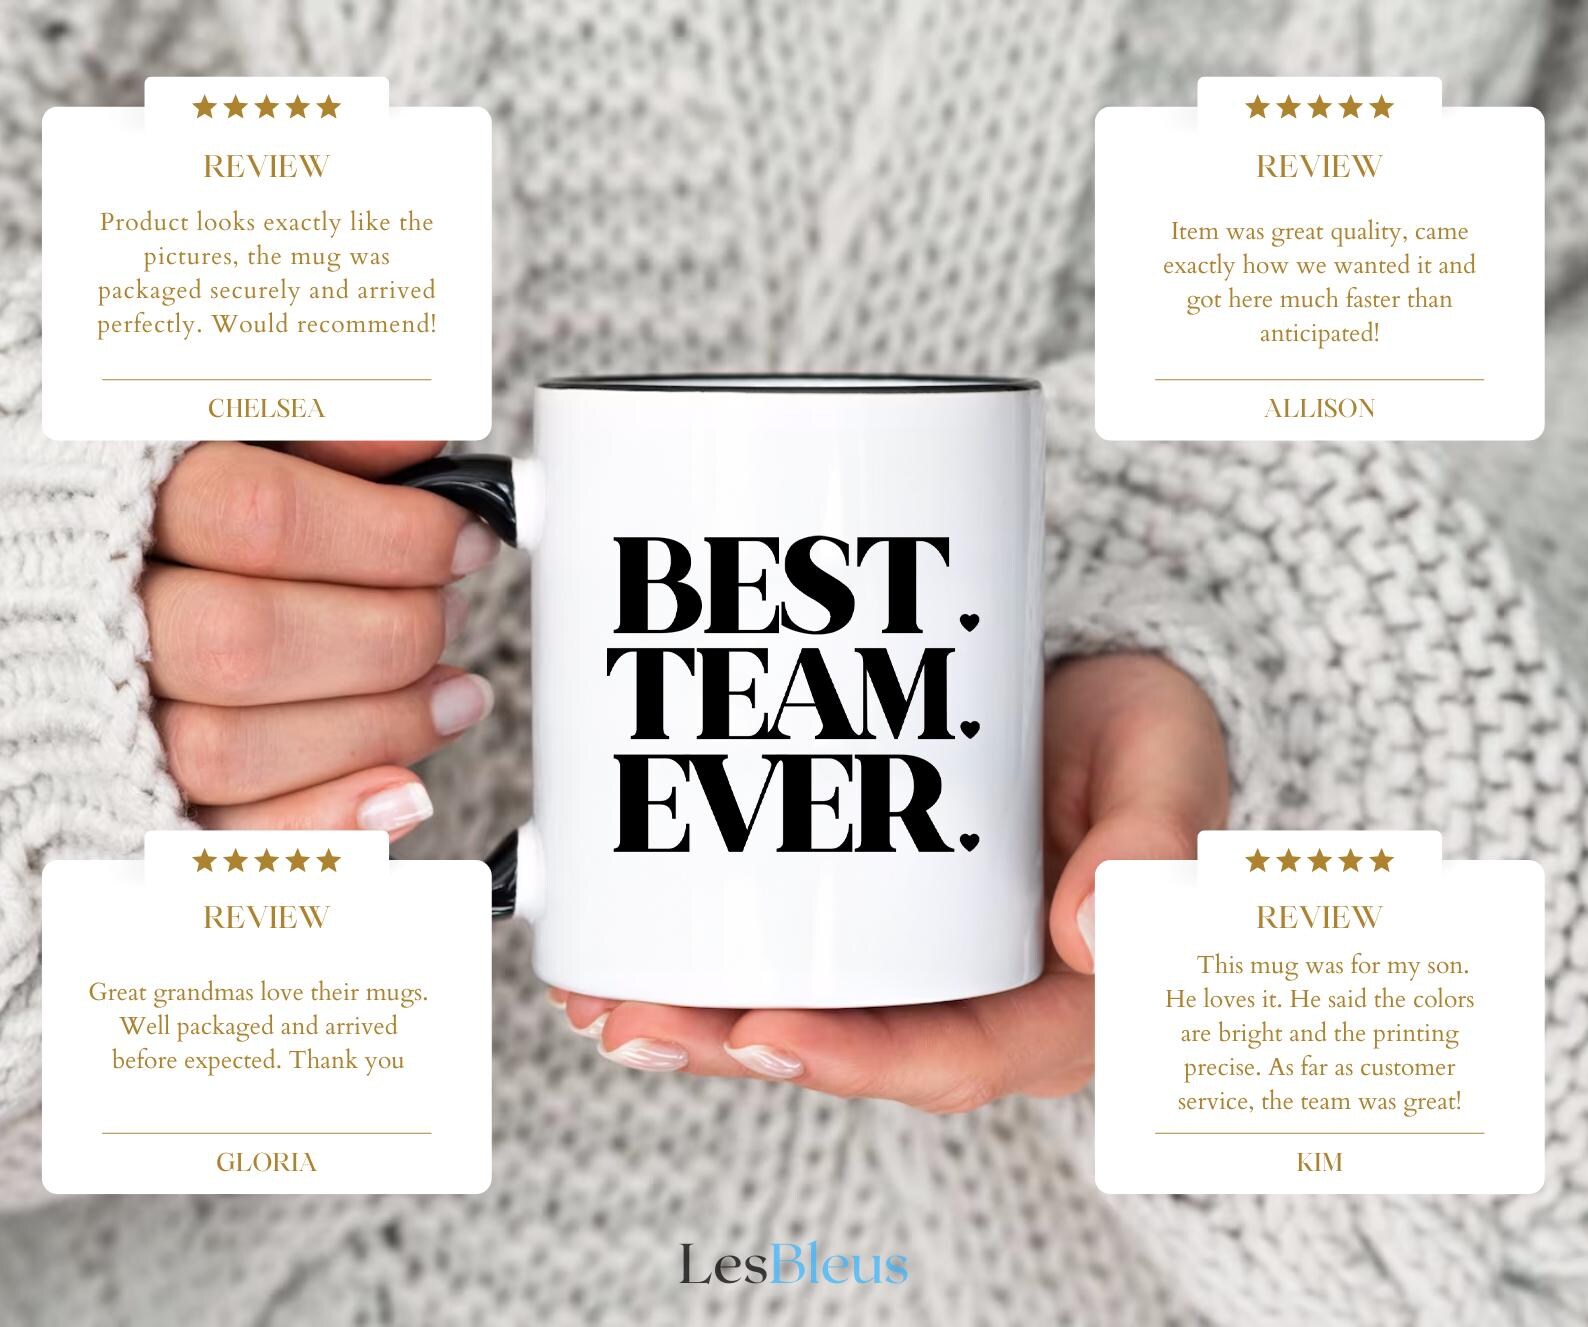 ★★★★★
REVIEW
Product looks exactly like the
pictures, the mug was
packaged securely and arrived
perfectly. Would recommend!
CHELSEA
★★★★★
REVIEW
Item was great quality, came
exactly how we wanted it and
got here much faster than
anticipated!
ALLISON
BEST.
TEAM.
EVER.
★★★★★
REVIEW
Great grandmas love their mugs.
Well packaged and arrived
before expected. Thank you
GLORIA
★★★★★
REVIEW
This mug was for my son.
He loves it. He said the colors
are bright and the printing
precise. As far as customer
service, the team was great!
KIM
LesBleus